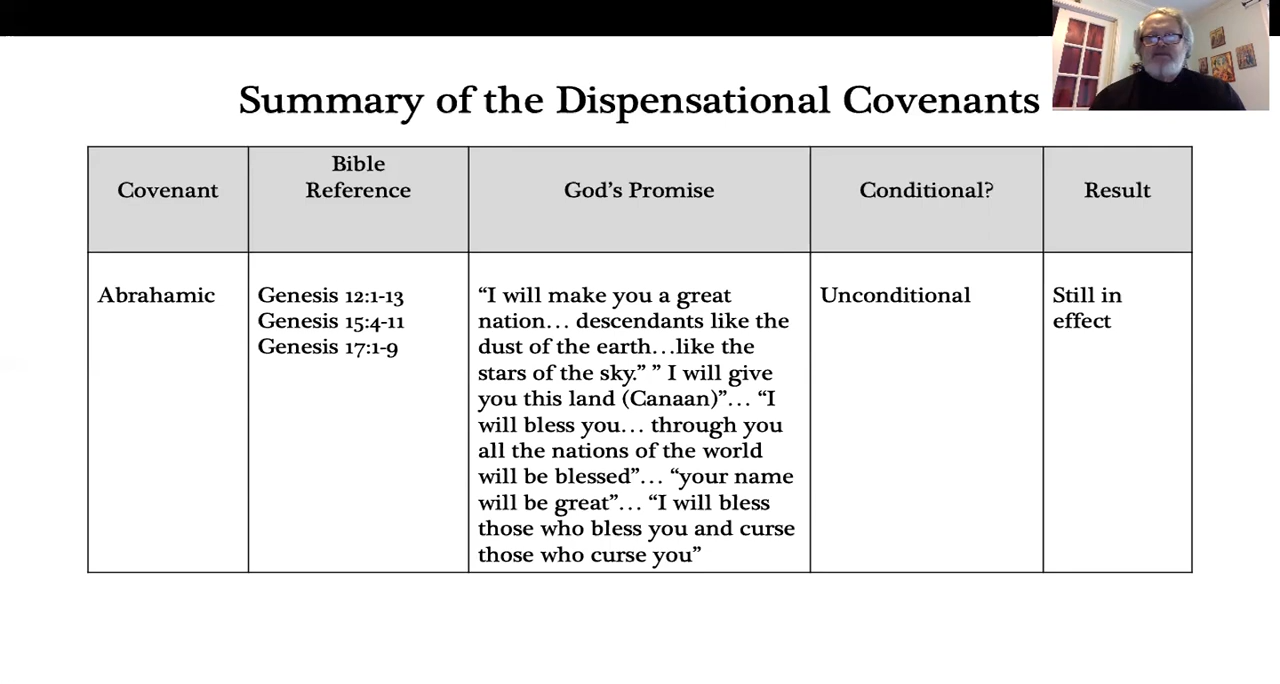 Summary of the Dispensational Covenants
Covenant
Bible
Reference
God’s Promise
Conditional?
Result
Abrahamic
Genesis 12:1-13
Genesis 15:4-11
Genesis 17:1-9
“I will make you a great
nation… descendants like the
dust of the earth…like the
stars of the sky.” ” I will give
you this land (Canaan)”… “I
will bless you… through you
all the nations of the world
will be blessed”… “your name
will be great”… “I will bless
those who bless you and curse
those who curse you”
Unconditional
Still in
effect